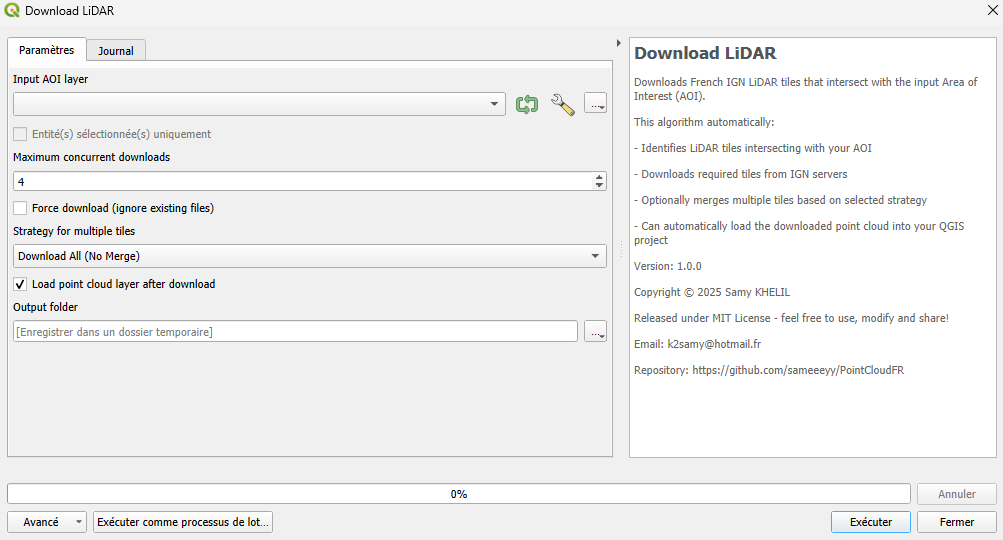 Download LiDAR
Paramètres
Journal
Input AOI layer
...
Entité(s) sélectionnée(s) uniquement
Maximum concurrent downloads
4
Force download (ignore existing files)
Strategy for multiple tiles
Download All (No Merge)
Load point cloud layer after download
Output folder
[Enregistrer dans un dossier temporaire]
...
Download LiDAR
Downloads French IGN LiDAR tiles that intersect with the input Area of
Interest (AOI).
This algorithm automatically:
- Identifies LiDAR tiles intersecting with your AOI
- Downloads required tiles from IGN servers
- Optionally merges multiple tiles based on selected strategy
- Can automatically load the downloaded point cloud into your QGIS
project
Version: 1.0.0
Copyright © 2025 Samy KHELIL
Released under MIT License - feel free to use, modify and share!
Email: k2samy@hotmail.fr
Repository: https://github.com/sameeeyy/PointCloudFR
0%
Annuler
Avancé
Exécuter comme processus de lot...
Exécuter
Fermer